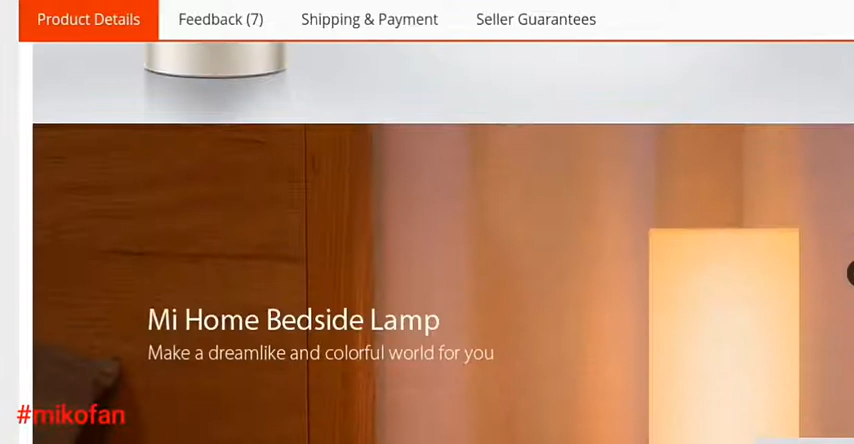 Product Details
Feedback (7)
Shipping & Payment
Seller Guarantees
Mi Home Bedside Lamp
Make a dreamlike and colorful world for you
#mikofan